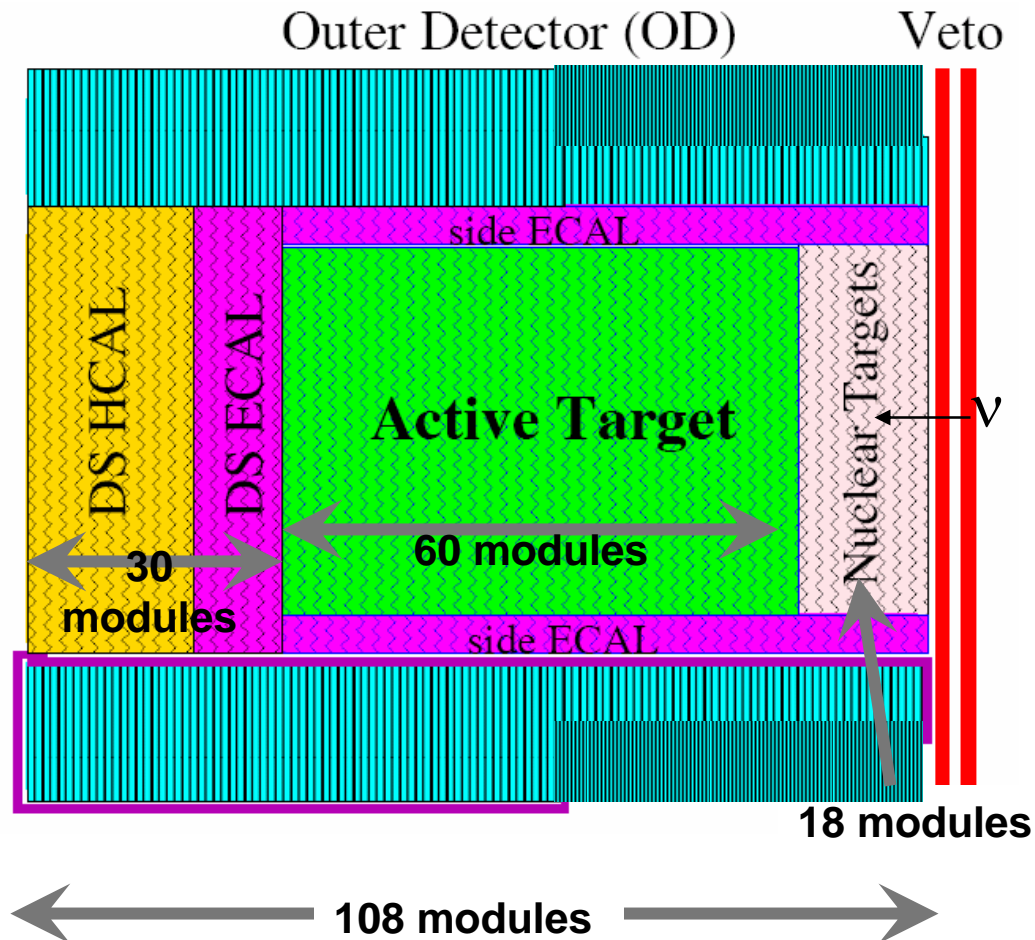 Outer Detector (OD)
Veto
side ECAL
DS HCAL
DS ECAL
Active Target
Nuclear Targets
ν
30
modules
60 modules
side ECAL
18 modules
108 modules